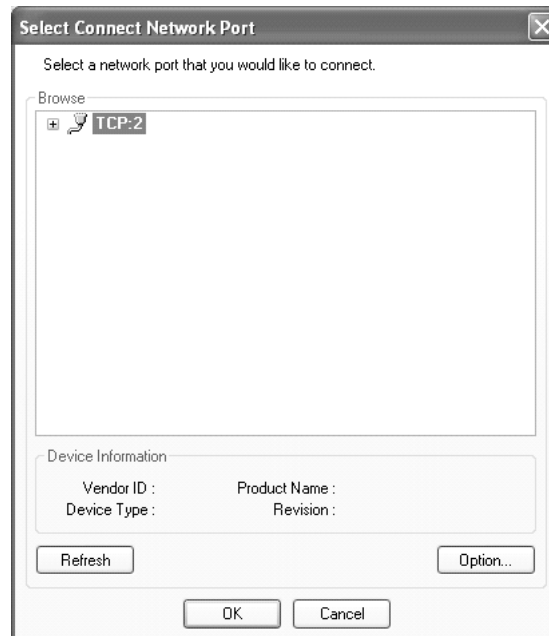 Select Connect Network Port
Select a network port that you would like to connect.
Browse
TCP:2
Device Information
Vendor ID : Product Name :
Device Type : Revision :
Refresh Option...
OK Cancel